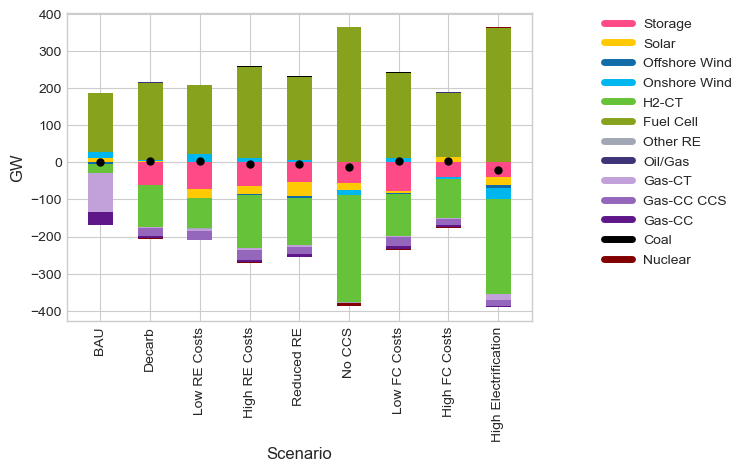 400
300
200
100
0
−100
−200
−300
−400
GW
BAU
Decarb
Low RE Costs
High RE Costs
Reduced RE
No CCS
Low FC Costs
High FC Costs
High Electrification
Scenario
Storage
Solar
Offshore Wind
Onshore Wind
H2-CT
Fuel Cell
Other RE
Oil/Gas
Gas-CT
Gas-CC CCS
Gas-CC
Coal
Nuclear